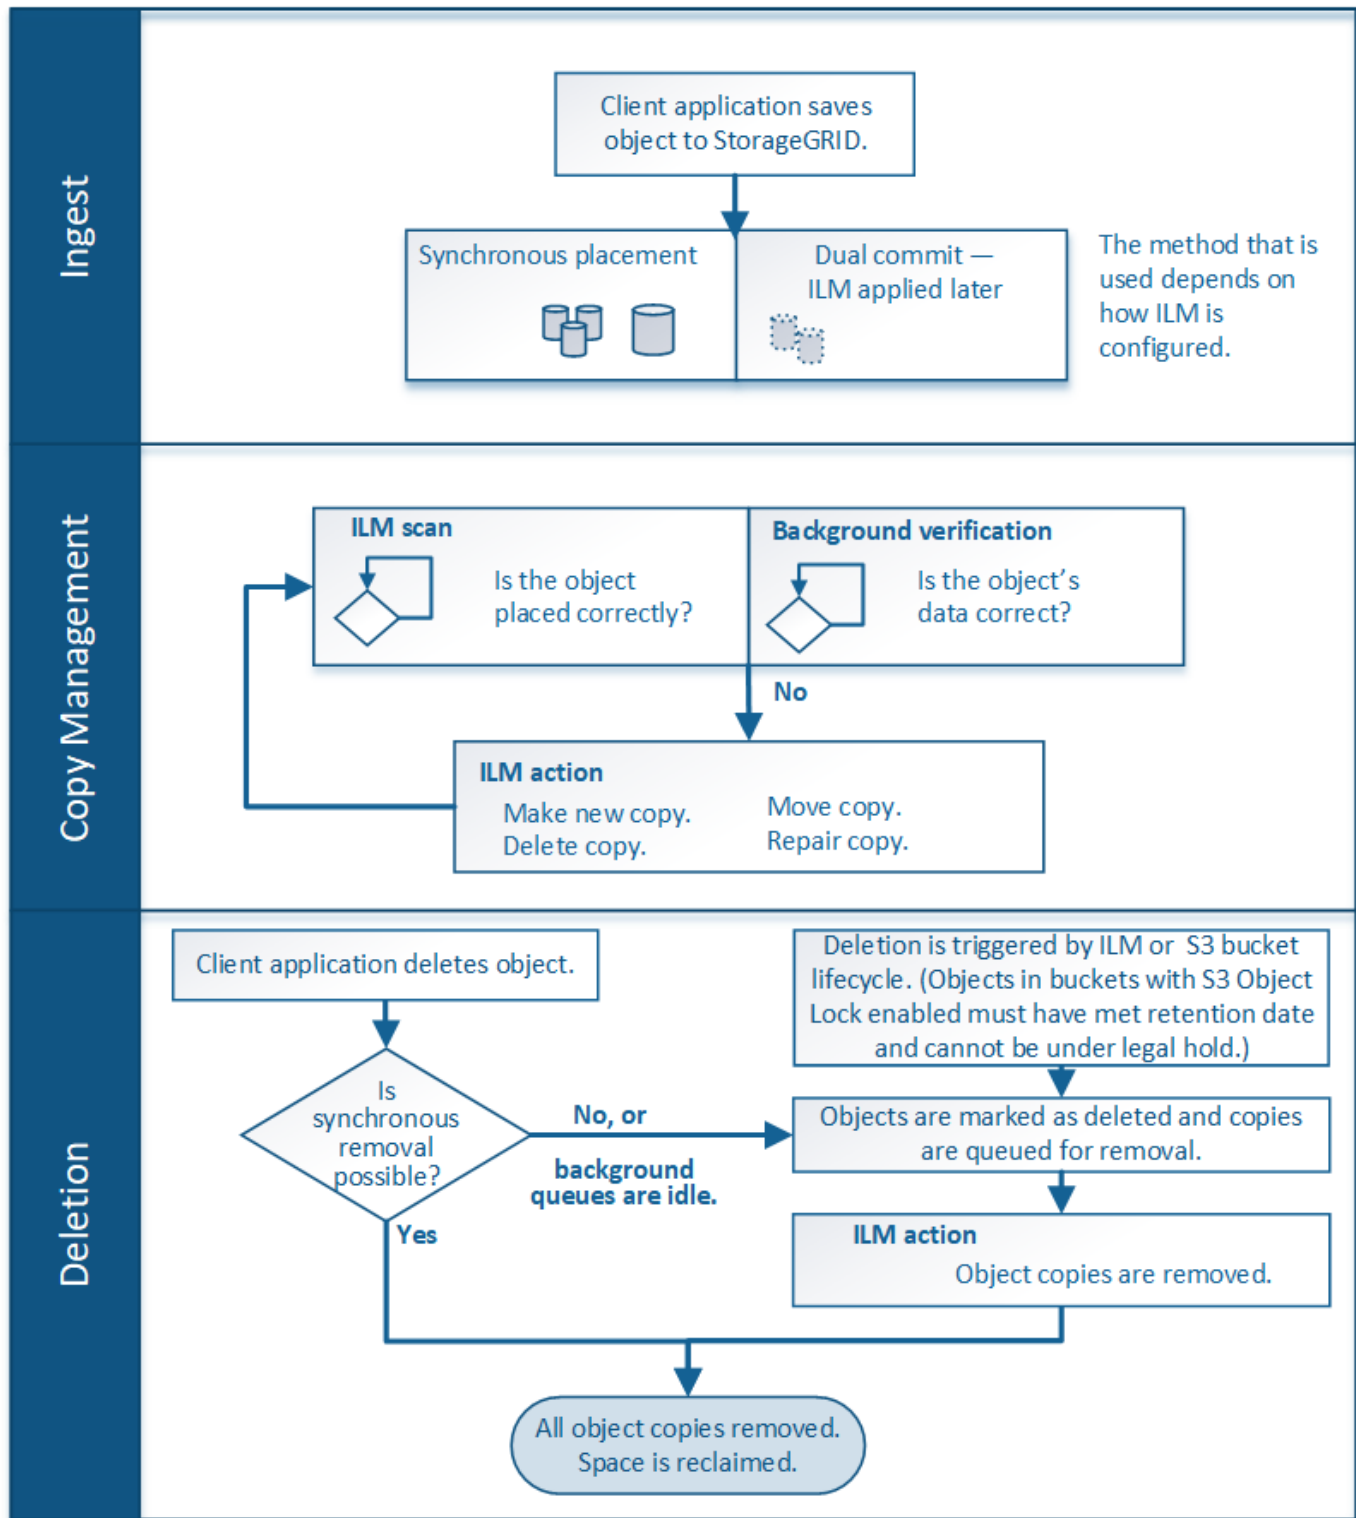 Ingest
Client application saves
object to StorageGRID.
Synchronous placement
Dual commit —
ILM applied later
The method that is
used depends on
how ILM is
configured.
Copy Management
ILM scan
Is the object
placed correctly?
Background verification
Is the object’s
data correct?
No
ILM action
Make new copy.
Delete copy.
Move copy.
Repair copy.
Deletion
Client application deletes object.
Is
synchronous
removal
possible?
No, or
background
queues are idle.
Yes
Deletion is triggered by ILM or S3 bucket
lifecycle. (Objects in buckets with S3 Object
Lock enabled must have met retention date
and cannot be under legal hold.)
Objects are marked as deleted and copies
are queued for removal.
ILM action
Object copies are removed.
All object copies removed.
Space is reclaimed.